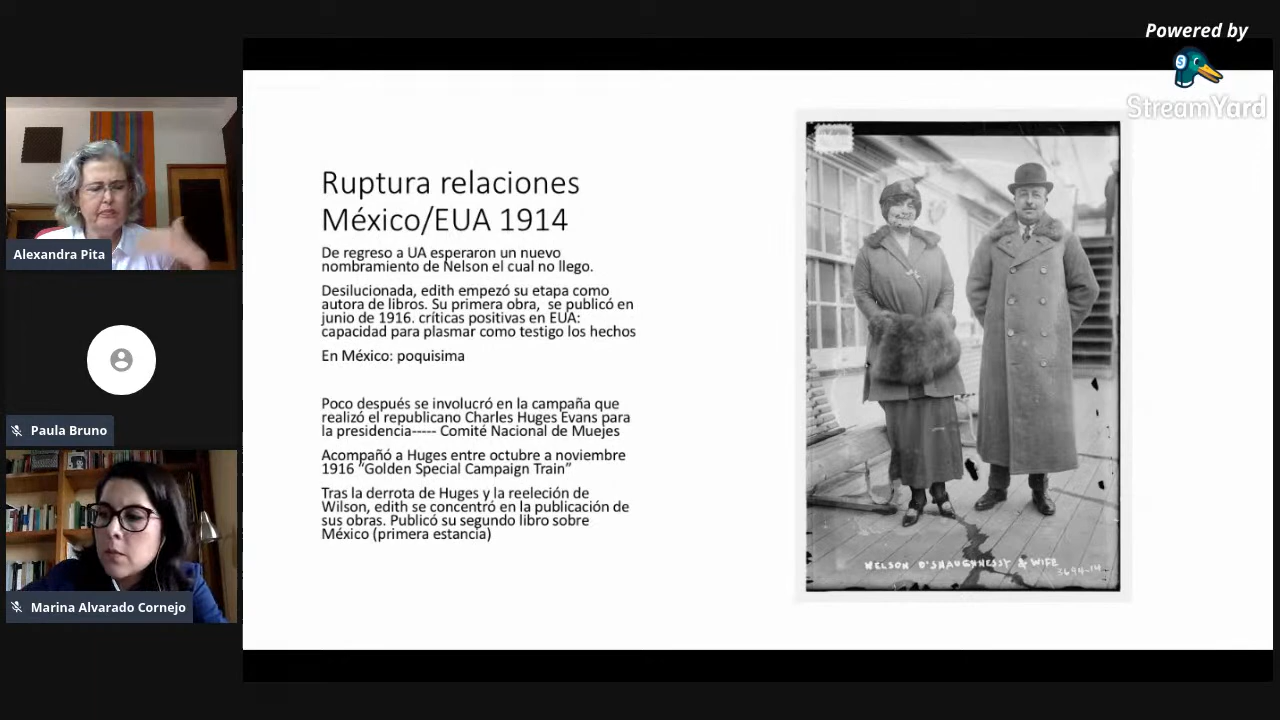 Powered by
StreamYard
Alexandra Pita
Paula Bruno
Marina Alvarado Cornejo
Ruptura relaciones
México/EUA 1914
De regreso a UA esperaron un nuevo
nombramiento de Nelson el cual no llego.
Desilucionada, edith empezó su etapa como
autora de libros. Su primera obra, se publicó en
junio de 1916. críticas positivas en EUA:
capacidad para plasmar como testigo los hechos
En México: poquisima
Poco después se involucró en la campaña que
realizó el republicano Charles Huges Evans para
la presidencia----- Comité Nacional de Muejes
Acompañó a Huges entre octubre a noviembre
1916 "Golden Special Campaign Train"
Tras la derrota de Huges y la reeleción de
Wilson, edith se concentró en la publicación de
sus obras. Publicó su segundo libro sobre
México (primera estancia)
NELSON O'SHAUGHNESSY & WIFE
3694-14